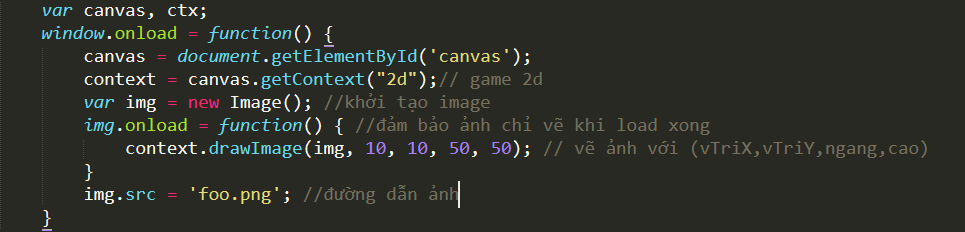 var canvas, ctx;
window.onload = function() {
canvas = document.getElementById('canvas');
context = canvas.getContext("2d");// game 2d
var img = new Image(); //khởi tạo image
img.onload = function() { //đảm bảo ảnh chỉ vẽ khi load xong
context.drawImage(img, 10, 10, 50, 50); // vẽ ảnh với (vTriX,vTriY,ngang,cao)
}
img.src = 'foo.png'; //đường dẫn ảnh
}